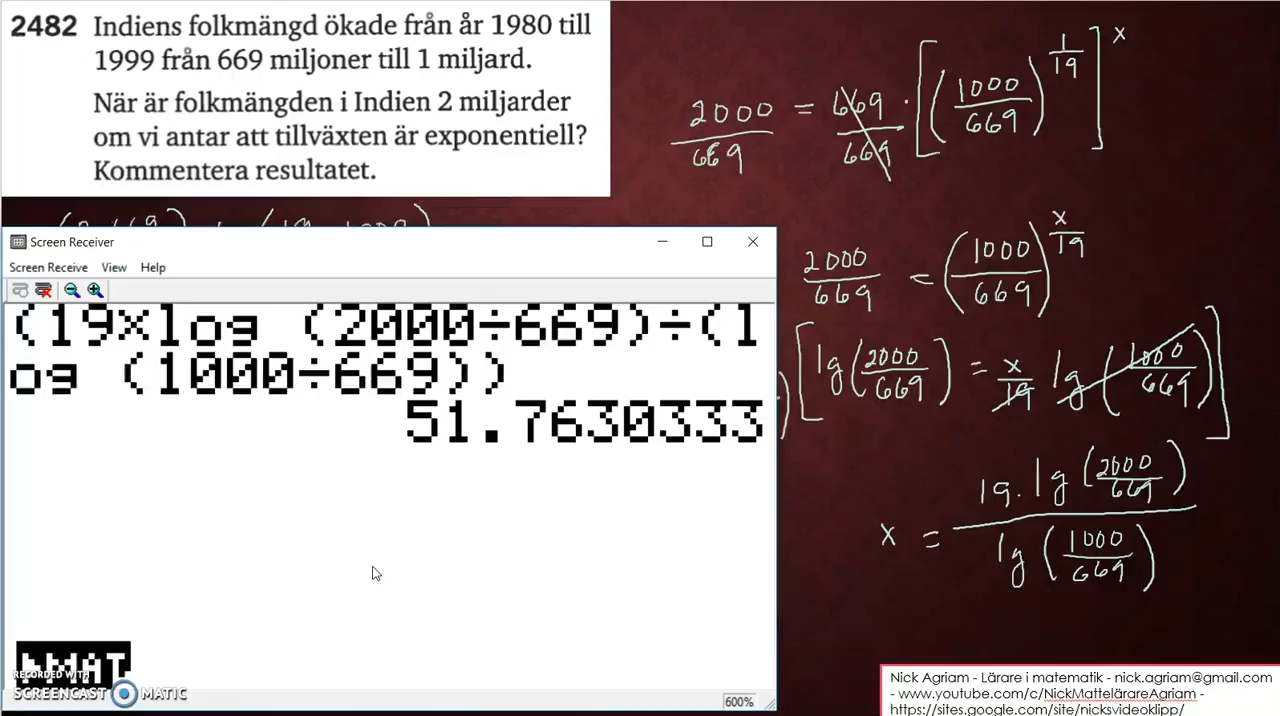 2482 Indiens folkmängd ökade från år 1980 till
1999 från 669 miljoner till 1 miljard.
När är folkmängden i Indien 2 miljarder
om vi antar att tillväxten är exponentiell?
Kommentera resultatet.
2000/669 = 669/669 · [(1000/669)^(1/19)]^x
2000/669 = (1000/669)^(x/19)
[lg(2000/669) = x/19 lg(1000/669)]
x = 19 · lg(2000/669) / lg(1000/669)
Screen Receiver
Screen Receive View Help
(19×log (2000÷669)÷(l
og (1000÷669))
51.7630333
▶MAT
RECORDED WITH
SCREENCAST MATIC
600%
Nick Agriam - Lärare i matematik - nick.agriam@gmail.com
- www.youtube.com/c/NickMattelärareAgriam -
https://sites.google.com/site/nicksvideoklipp/